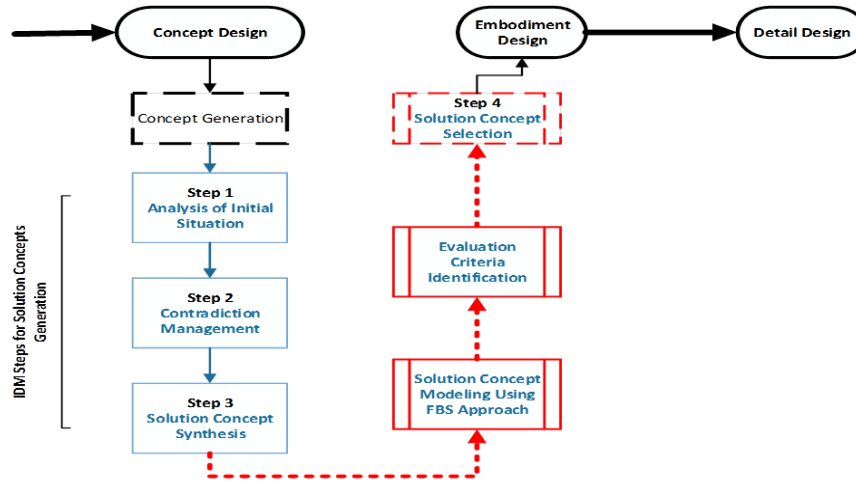 Concept Design
Embodiment
Design
Detail Design
Concept Generation
Step 4
Solution Concept
Selection
Step 1
Analysis of Initial
Situation
Evaluation
Criteria
Identification
Step 2
Contradiction
Management
Solution Concept
Modeling Using
FBS Approach
Step 3
Solution Concept
Synthesis
IDM Steps for Solution Concepts
Generation